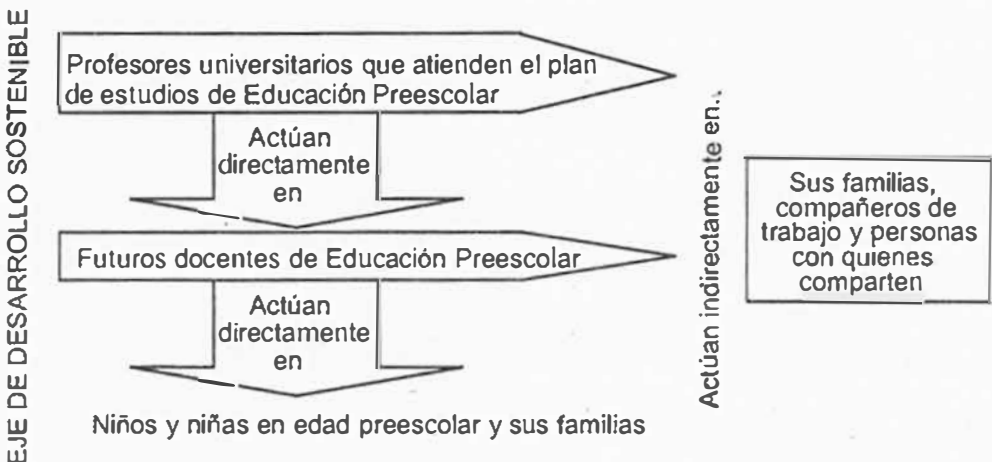 EJE DE DESARROLLO SOSTENIBLE
Profesores universitarios que atienden el plan
de estudios de Educación Preescolar
Actúan
directamente
en
Futuros docentes de Educación Preescolar
Actúan
directamente
en
Niños y niñas en edad preescolar y sus familias
Actúan indirectamente en..
Sus familias,
compañeros de
trabajo y personas
con quienes
comparten